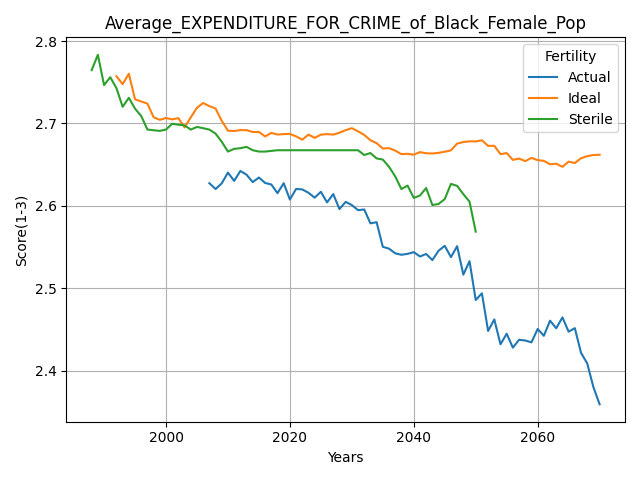 Average_EXPENDITURE_FOR_CRIME_of_Black_Female_Pop
Fertility
Actual
Ideal
Sterile
Score(1-3)
2.8
2.7
2.6
2.5
2.4
2000
2020
2040
2060
Years